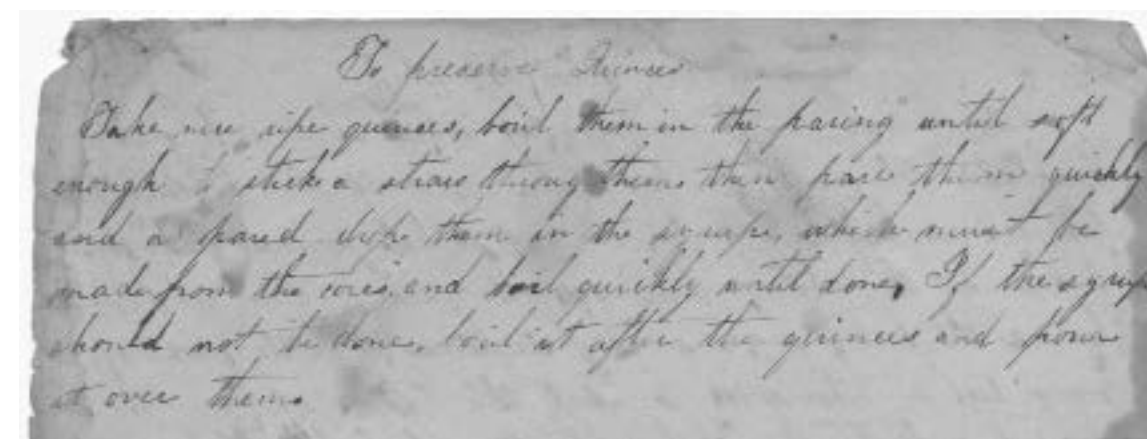 To preserve Quinces
Take nice ripe quinces, boil them in the paring until soft
enough to stick a straw throug them then pare them quickly
and a pared them in the syrup, which must be
made from the cores, and boil quickly until done, If the syrup
should not be done, boil it after the quinces and pour
it over them.